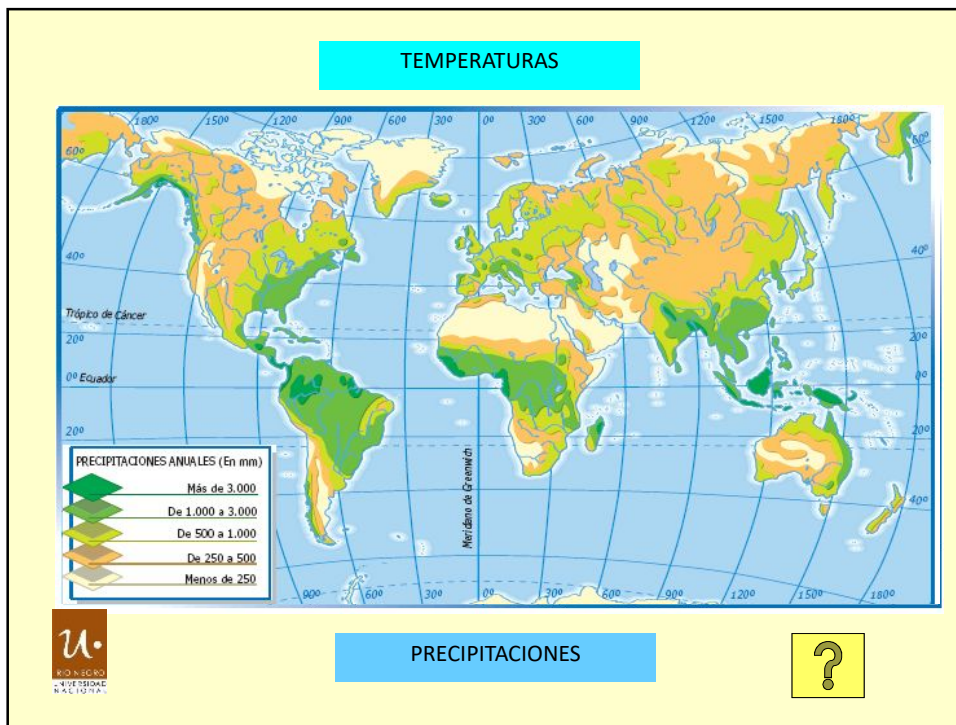 TEMPERATURAS
180º 150º 120º 90º 60º 30º 0º 30º 60º 90º 120º 150º 180º
60º 60º
40º 40º
Trópico de Cáncer
20º 20º
0º Ecuador 0º
20º 20º
40º
Meridiano de Greenwich
PRECIPITACIONES ANUALES (En mm)
Más de 3.000
De 1.000 a 3.000
De 500 a 1.000
De 250 a 500
Menos de 250
90º 60º 30º 0º 30º 60º 90º 120º 150º 180º
u.
RIO NEGRO
UNIVERSIDAD
NACIONAL
PRECIPITACIONES
?